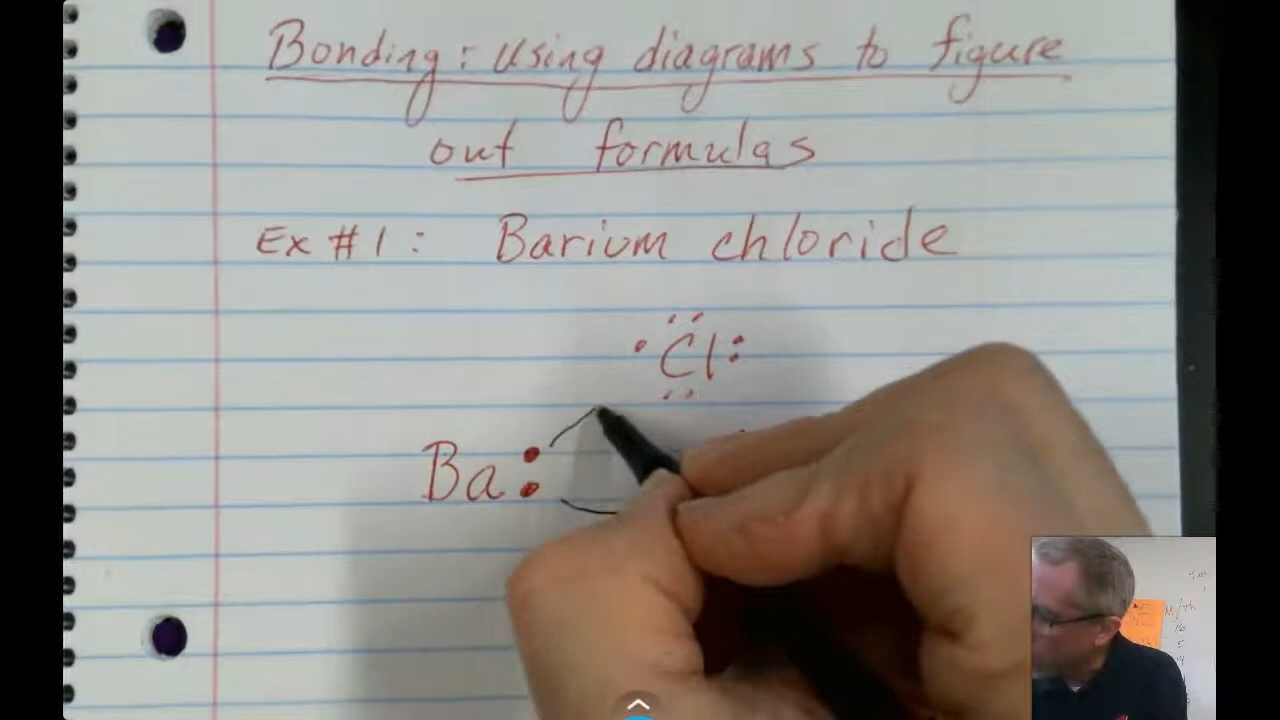 Bonding: Using diagrams to figure
out formulas
Ex #1: Barium chloride
Cl
Ba